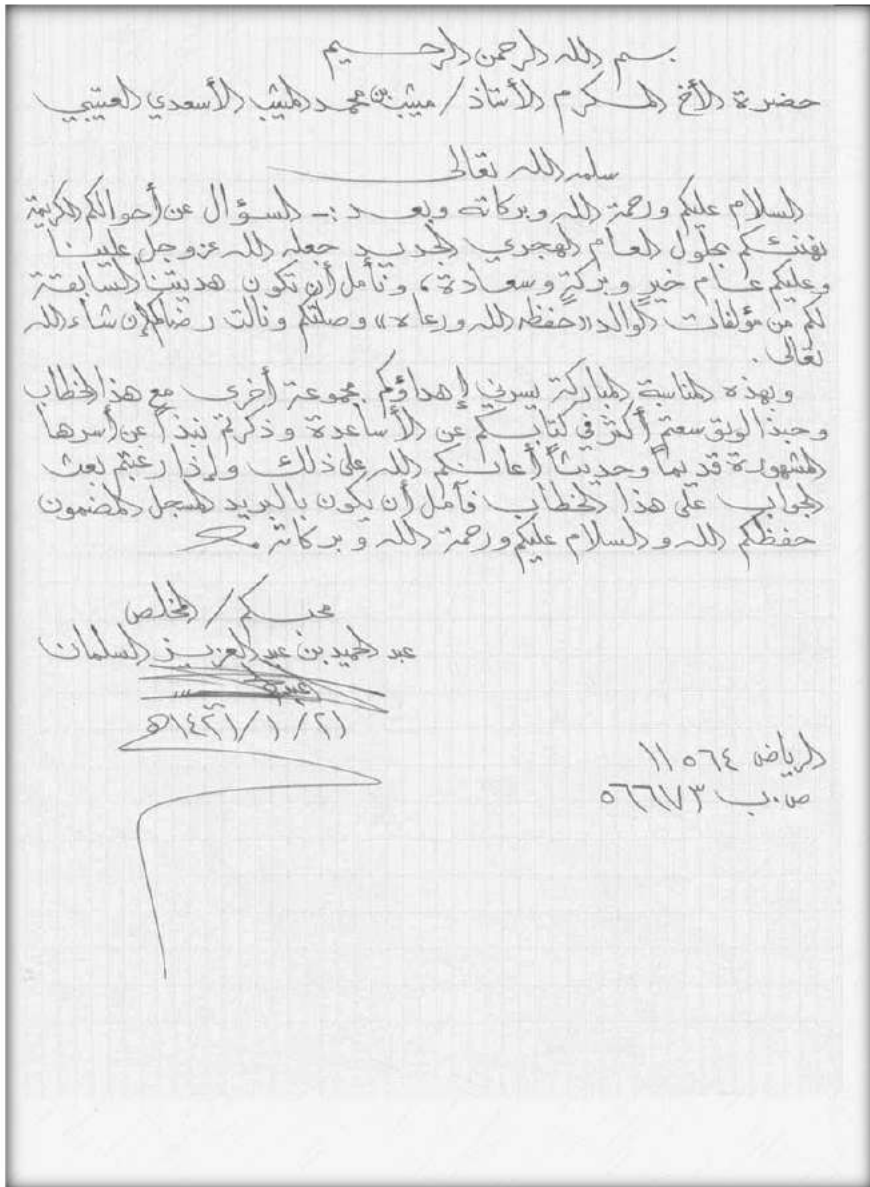 بسم الله الرحمن الرحيم
حضرة الأخ المكرم الأستاذ / ميثب بن محمد الميثب الأسعدي العتيبي
سلمه الله تعالى
السلام عليكم ورحمة الله وبركاته وبعد :- السؤال عن أحوالكم الكريمة
نهنئكم بحلول العام الهجري الجديد جعله الله عزوجل علينا
وعليكم عام خيرٍ وبركةٍ وسعادة، ونأمل أن تكون هديتنا السابقة
لكم من مؤلفات الوالد ((حفظه الله ورعاه)) وصلتكم ونالت رضاكم إن شاء الله
تعالى.
وبهذه المناسبة المباركة يسرني إهداؤكم مجموعة أخرى مع هذا الخطاب
وحبذا لو توسعتم أكثر في كتابكم عن الأساعدة وذكرتم نبذاً عن أسرها
المشهورة قديماً وحديثاً أعانكم الله على ذلك وإذا رغبتم بعث
الجواب على هذا الخطاب فآمل أن يكون بالبريد المسجل المضمون
حفظكم الله والسلام عليكم ورحمة الله وبركاته
محبكم / المخلص
عبد الحميد بن عبد العزيز السلمان
١٤٢١/١/٢١هـ
الرياض ١١٥٦٤
ص.ب ٥٦٦٧٣